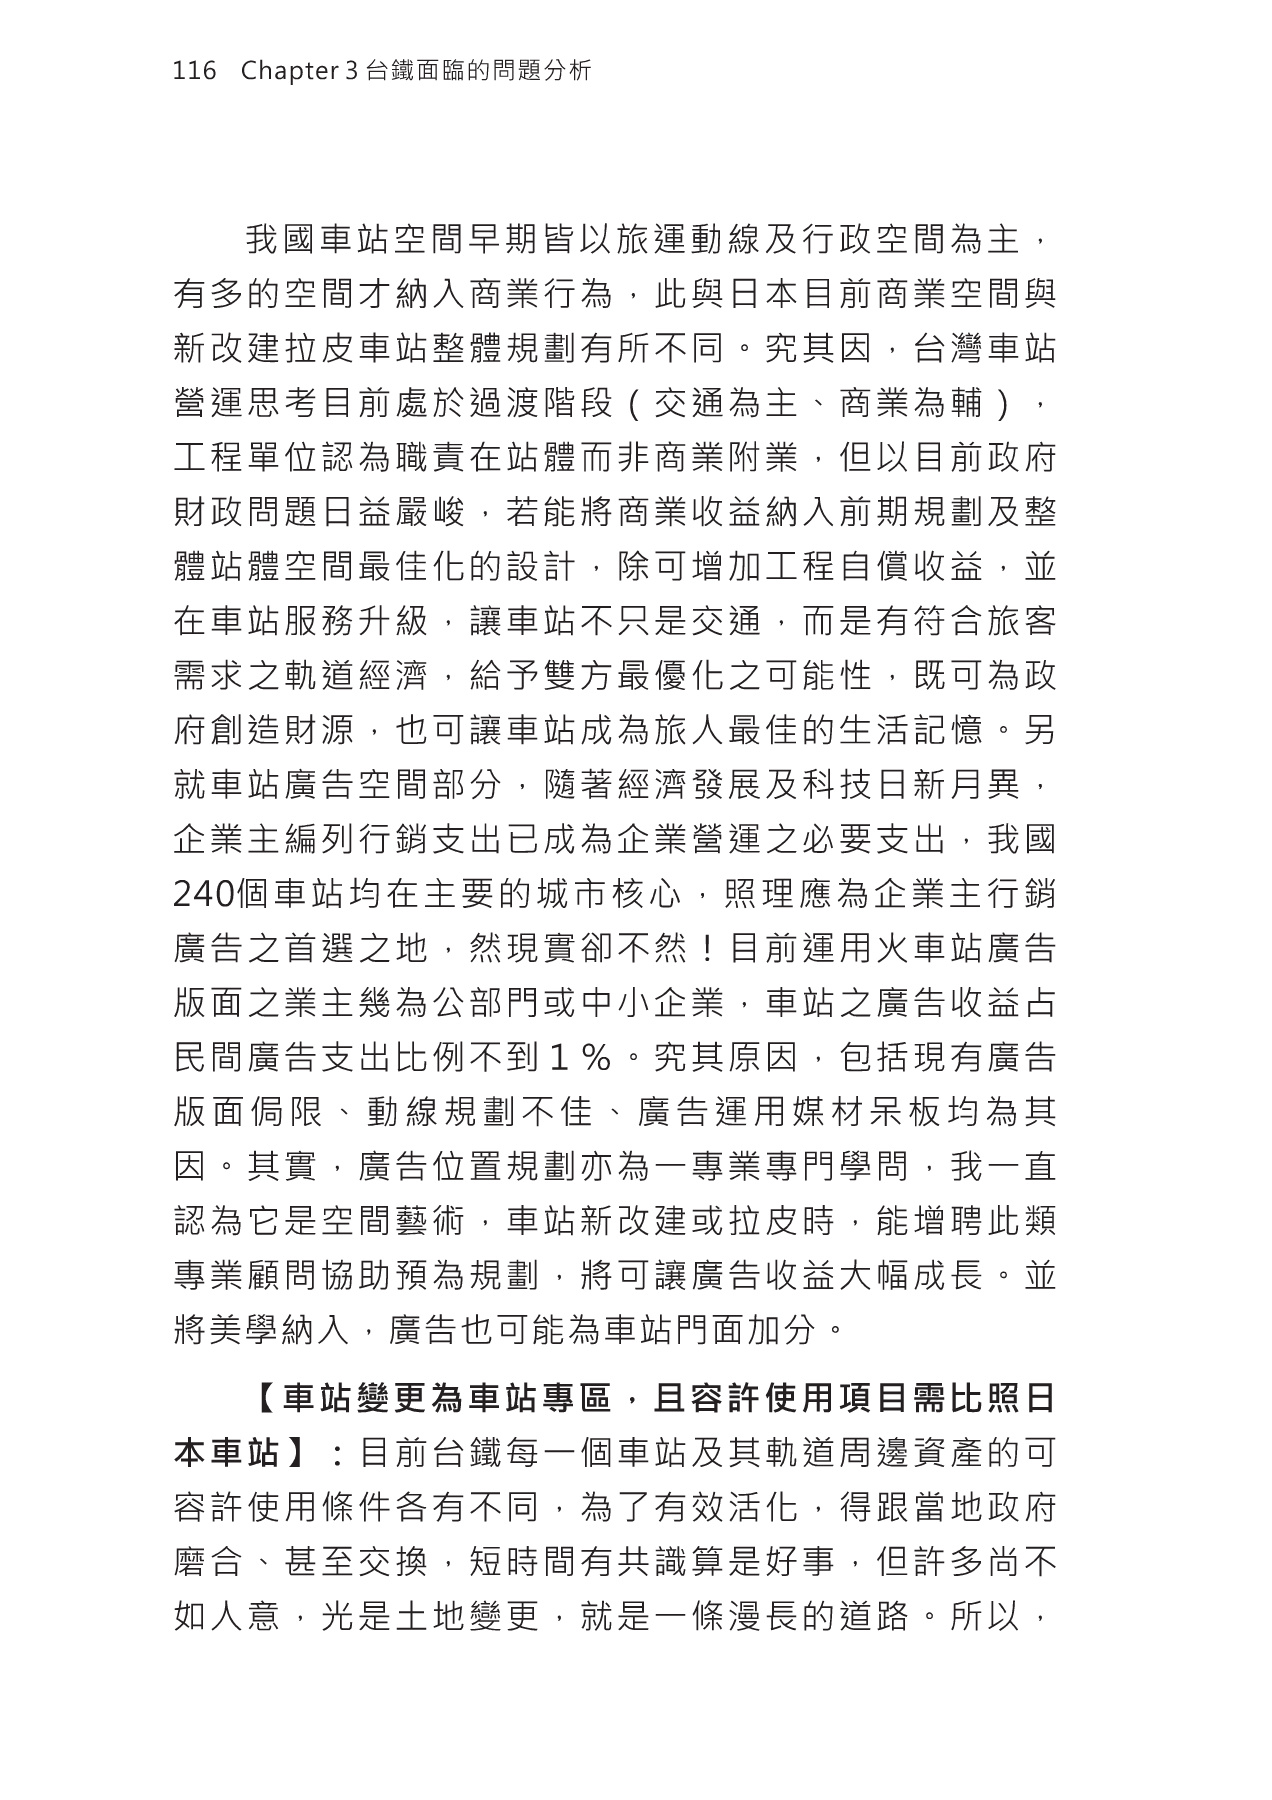 116 Chapter 3 台鐵面臨的問題分析
我國車站空間早期皆以旅運動線及行政空間為主，
有多的空間才納入商業行為，此與日本目前商業空間與
新改建拉皮車站整體規劃有所不同。究其因，台灣車站
營運思考目前處於過渡階段（交通為主、商業為輔），
工程單位認為職責在站體而非商業附業，但以目前政府
財政問題日益嚴峻，若能將商業收益納入前期規劃及整
體站體空間最佳化的設計，除可增加工程自償收益，並
在車站服務升級，讓車站不只是交通，而是有符合旅客
需求之軌道經濟，給予雙方最優化之可能性，既可為政
府創造財源，也可讓車站成為旅人最佳的生活記憶。另
就車站廣告空間部分，隨著經濟發展及科技日新月異，
企業主編列行銷支出已成為企業營運之必要支出，我國
240個車站均在主要的城市核心，照理應為企業主行銷
廣告之首選之地，然現實卻不然！目前運用火車站廣告
版面之業主幾為公部門或中小企業，車站之廣告收益占
民間廣告支出比例不到１％。究其原因，包括現有廣告
版面侷限、動線規劃不佳、廣告運用媒材呆板均為其
因。其實，廣告位置規劃亦為一專業專門學問，我一直
認為它是空間藝術，車站新改建或拉皮時，能增聘此類
專業顧問協助預為規劃，將可讓廣告收益大幅成長。並
將美學納入，廣告也可能為車站門面加分。
【車站變更為車站專區，且容許使用項目需比照日
本車站】：目前台鐵每一個車站及其軌道周邊資產的可
容許使用條件各有不同，為了有效活化，得跟當地政府
磨合、甚至交換，短時間有共識算是好事，但許多尚不
如人意，光是土地變更，就是一條漫長的道路。所以，